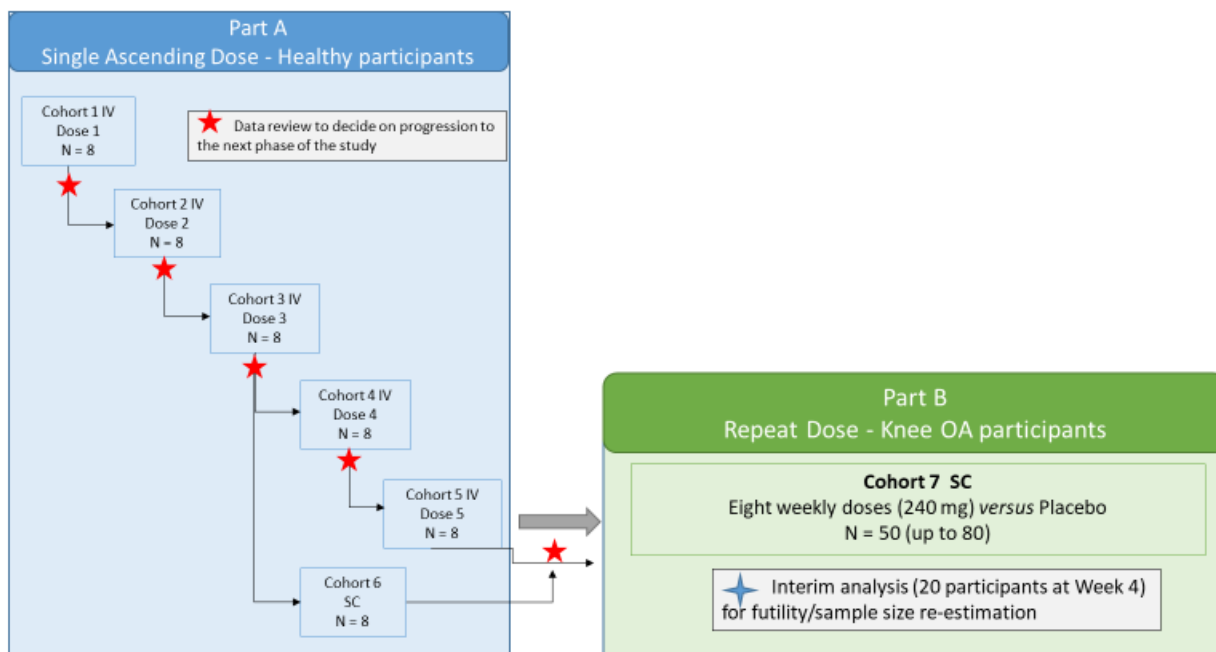 Part A
Single Ascending Dose - Healthy participants
Cohort 1 IV
Dose 1
N = 8
Data review to decide on progression to
the next phase of the study
Cohort 2 IV
Dose 2
N = 8
Cohort 3 IV
Dose 3
N = 8
Cohort 4 IV
Dose 4
N = 8
Cohort 5 IV
Dose 5
N = 8
Cohort 6
SC
N = 8
Part B
Repeat Dose - Knee OA participants
Cohort 7 SC
Eight weekly doses (240 mg) versus Placebo
N = 50 (up to 80)
Interim analysis (20 participants at Week 4)
for futility/sample size re-estimation